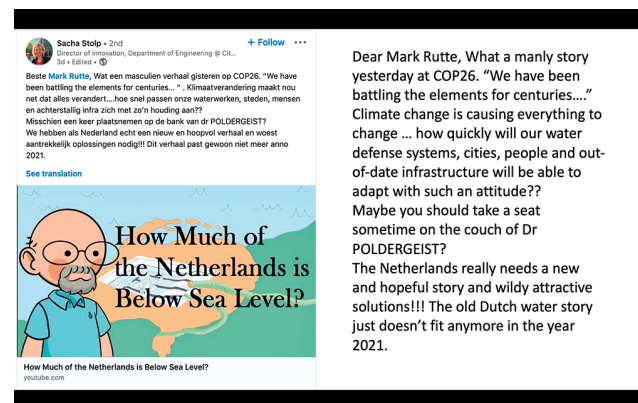 Sacha Stolp • 2nd
+ Follow •••
Director of innovation, Department of Engineering @ Cit...
3d • Edited •
Beste Mark Rutte, Wat een masculien verhaal gisteren op COP26. “We have
been battling the elements for centuries... “ . Klimaatverandering maakt nou
net dat alles verandert....hoe snel passen onze waterwerken, steden, mensen
en achterstallig infra zich met zo'n houding aan??
Misschien een keer plaatsnemen op de bank van dr POLDERGEIST?
We hebben als Nederland echt een nieuw en hoopvol verhaal en woest
aantrekkelijk oplossingen nodig!!! Dit verhaal past gewoon niet meer anno
2021.
See translation
How Much of
the Netherlands is
Below Sea Level?
How Much of the Netherlands is Below Sea Level?
youtube.com
Dear Mark Rutte, What a manly story
yesterday at COP26. “We have been
battling the elements for centuries....”
Climate change is causing everything to
change ... how quickly will our water
defense systems, cities, people and out-
of-date infrastructure will be able to
adapt with such an attitude??
Maybe you should take a seat
sometime on the couch of Dr
POLDERGEIST?
The Netherlands really needs a new
and hopeful story and wildy attractive
solutions!!! The old Dutch water story
just doesn’t fit anymore in the year
2021.